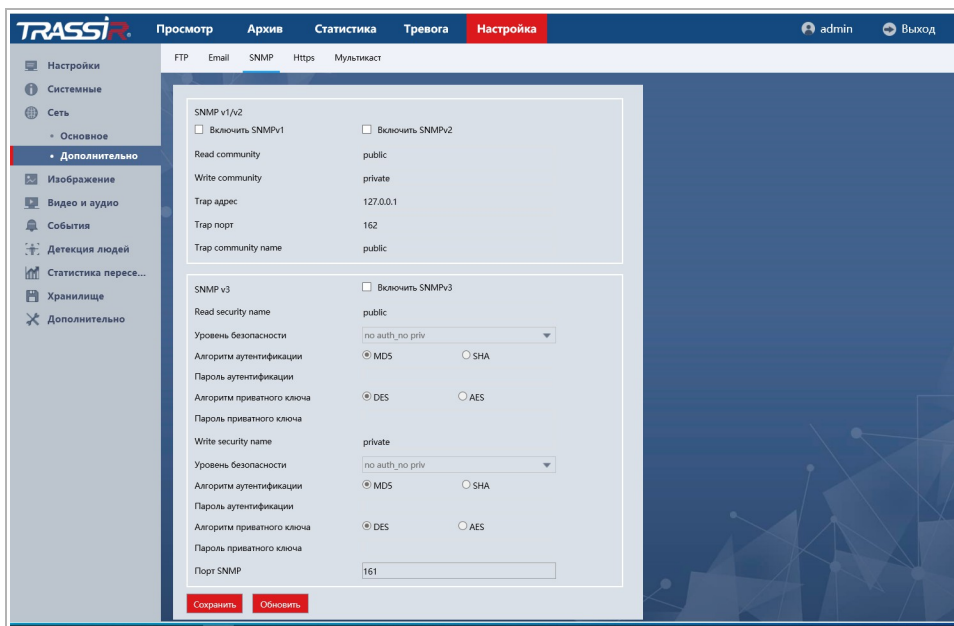 TRASSIR Просмотр Архив Статистика Тревога Настройка admin Выход
FTP Email SNMP Https Мультикаст
Настройки
Системные
Сеть
Основное
Дополнительно
Изображение
Видео и аудио
События
Детекция людей
Статистика пересе...
Хранилище
Дополнительно
SNMP v1/v2
Включить SNMPv1 Включить SNMPv2
Read community public
Write community private
Trap адрес 127.0.0.1
Trap порт 162
Trap community name public
SNMP v3 Включить SNMPv3
Read security name public
Уровень безопасности no auth_no priv
Алгоритм аутентификации MD5 SHA
Пароль аутентификации
Алгоритм приватного ключа DES AES
Пароль приватного ключа
Write security name private
Уровень безопасности no auth_no priv
Алгоритм аутентификации MD5 SHA
Пароль аутентификации
Алгоритм приватного ключа DES AES
Пароль приватного ключа
Порт SNMP 161
Сохранить Обновить